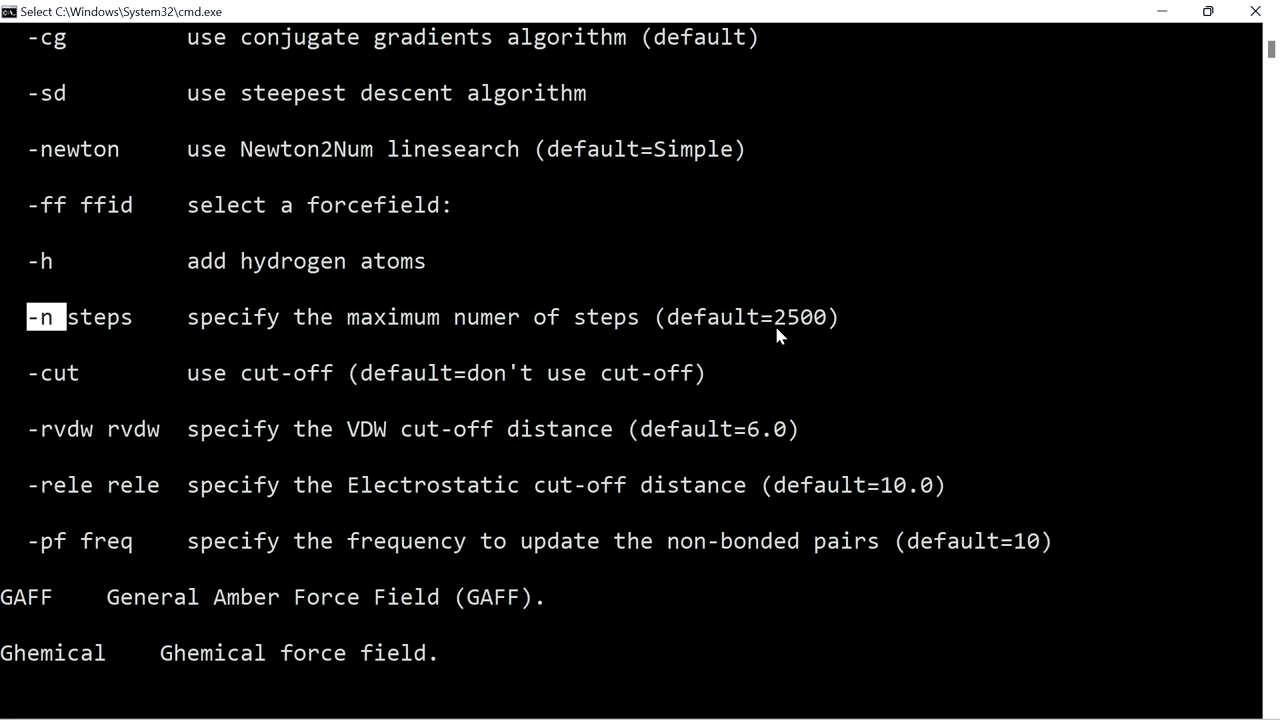 Select C:\Windows\System32\cmd.exe
-cg use conjugate gradients algorithm (default)
-sd use steepest descent algorithm
-newton use Newton2Num linesearch (default=Simple)
-ff ffid select a forcefield:
-h add hydrogen atoms
-n steps specify the maximum numer of steps (default=2500)
-cut use cut-off (default=don't use cut-off)
-rvdw rvdw specify the VDW cut-off distance (default=6.0)
-rele rele specify the Electrostatic cut-off distance (default=10.0)
-pf freq specify the frequency to update the non-bonded pairs (default=10)
GAFF General Amber Force Field (GAFF).
Ghemical Ghemical force field.